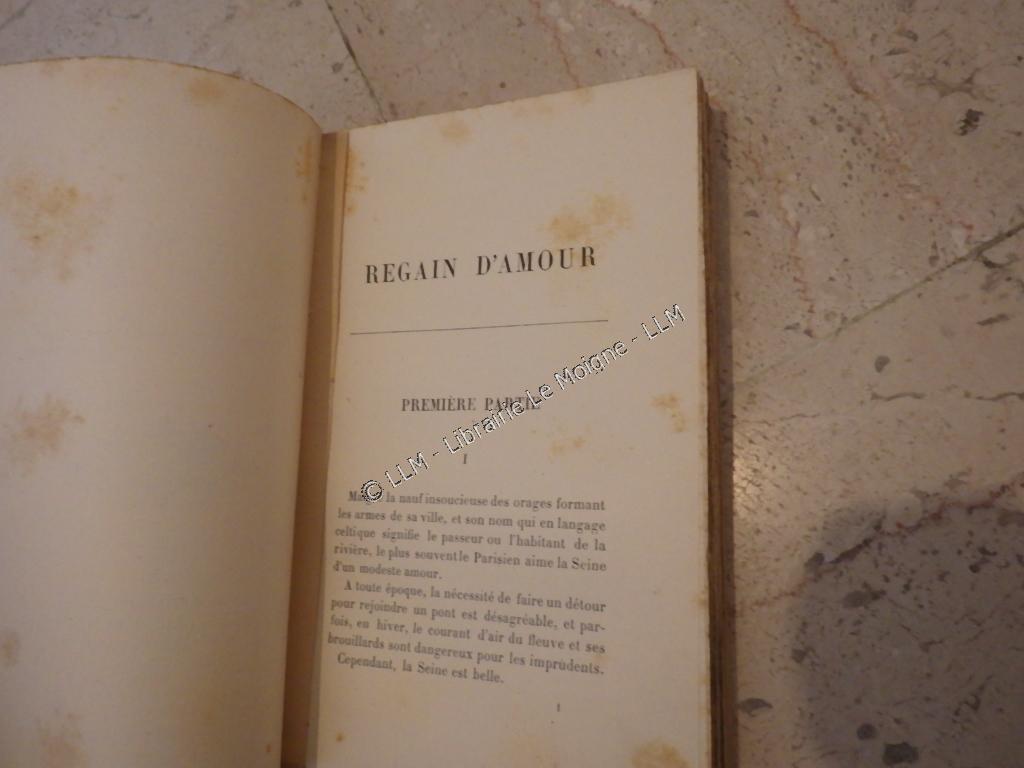 REGAIN D'AMOUR
PREMIÈRE PARTIE
I
Malgré la nauf insoucieuse des orages formant
les armes de sa ville, et son nom qui en langage
celtique signifie le passeur ou l'habitant de la
rivière, le plus souvent le Parisien aime la Seine
d'un modeste amour.
A toute époque, la nécessité de faire un détour
pour rejoindre un pont est désagréable, et par-
fois, en hiver, le courant d'air du fleuve et ses
brouillards sont dangereux pour les imprudents.
Cependant, la Seine est belle.
1
© LLM - Librairie Le Moigne - LLM